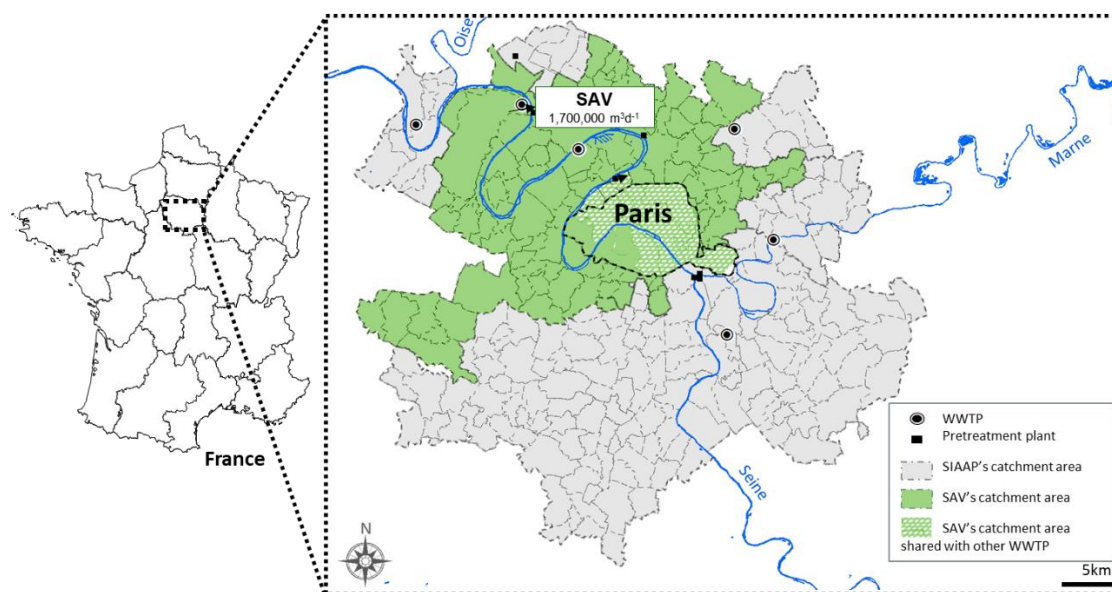 Oise
SAV
1,700,000 m³d⁻¹
Marne
Paris
Seine
France
N
WWTP
Pretreatment plant
SIAAP's catchment area
SAV's catchment area
SAV's catchment area
shared with other WWTP
5km